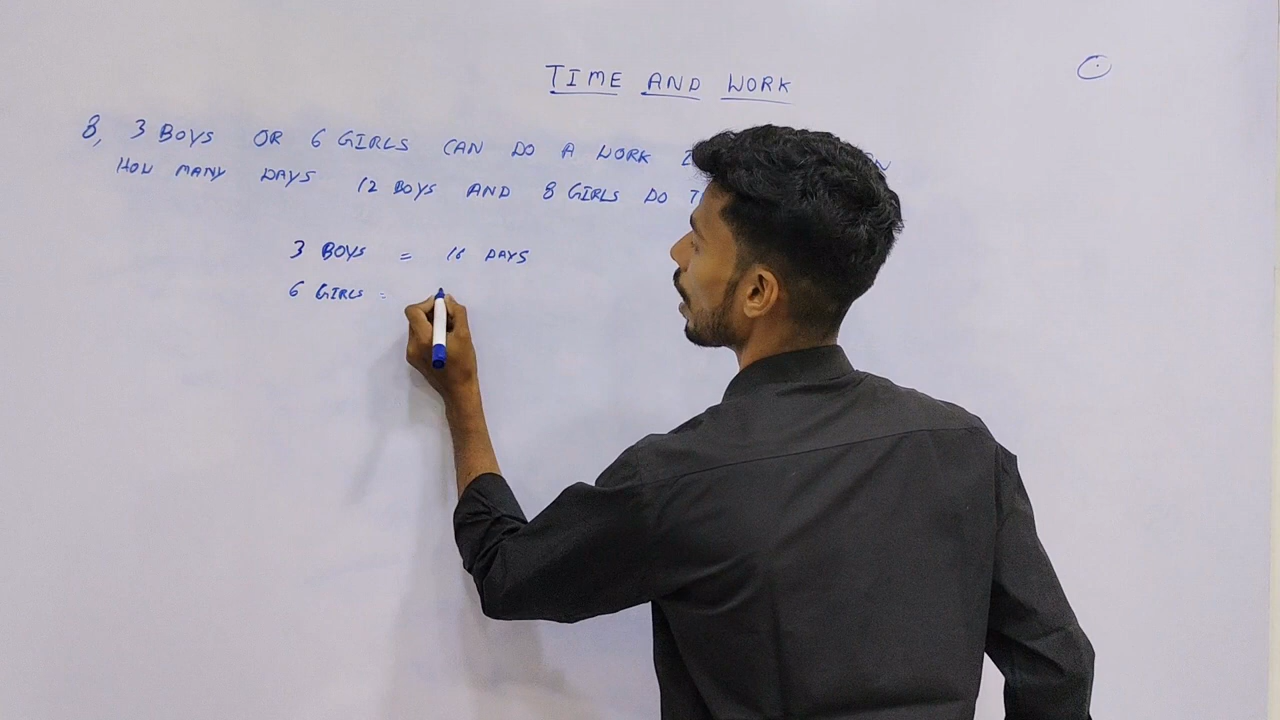 TIME AND WORK
8, 3 BOYS OR 6 GIRLS CAN DO A WORK
HOW MANY DAYS 12 BOYS AND 8 GIRLS DO
3 BOYS = 16 DAYS
6 GIRLS =